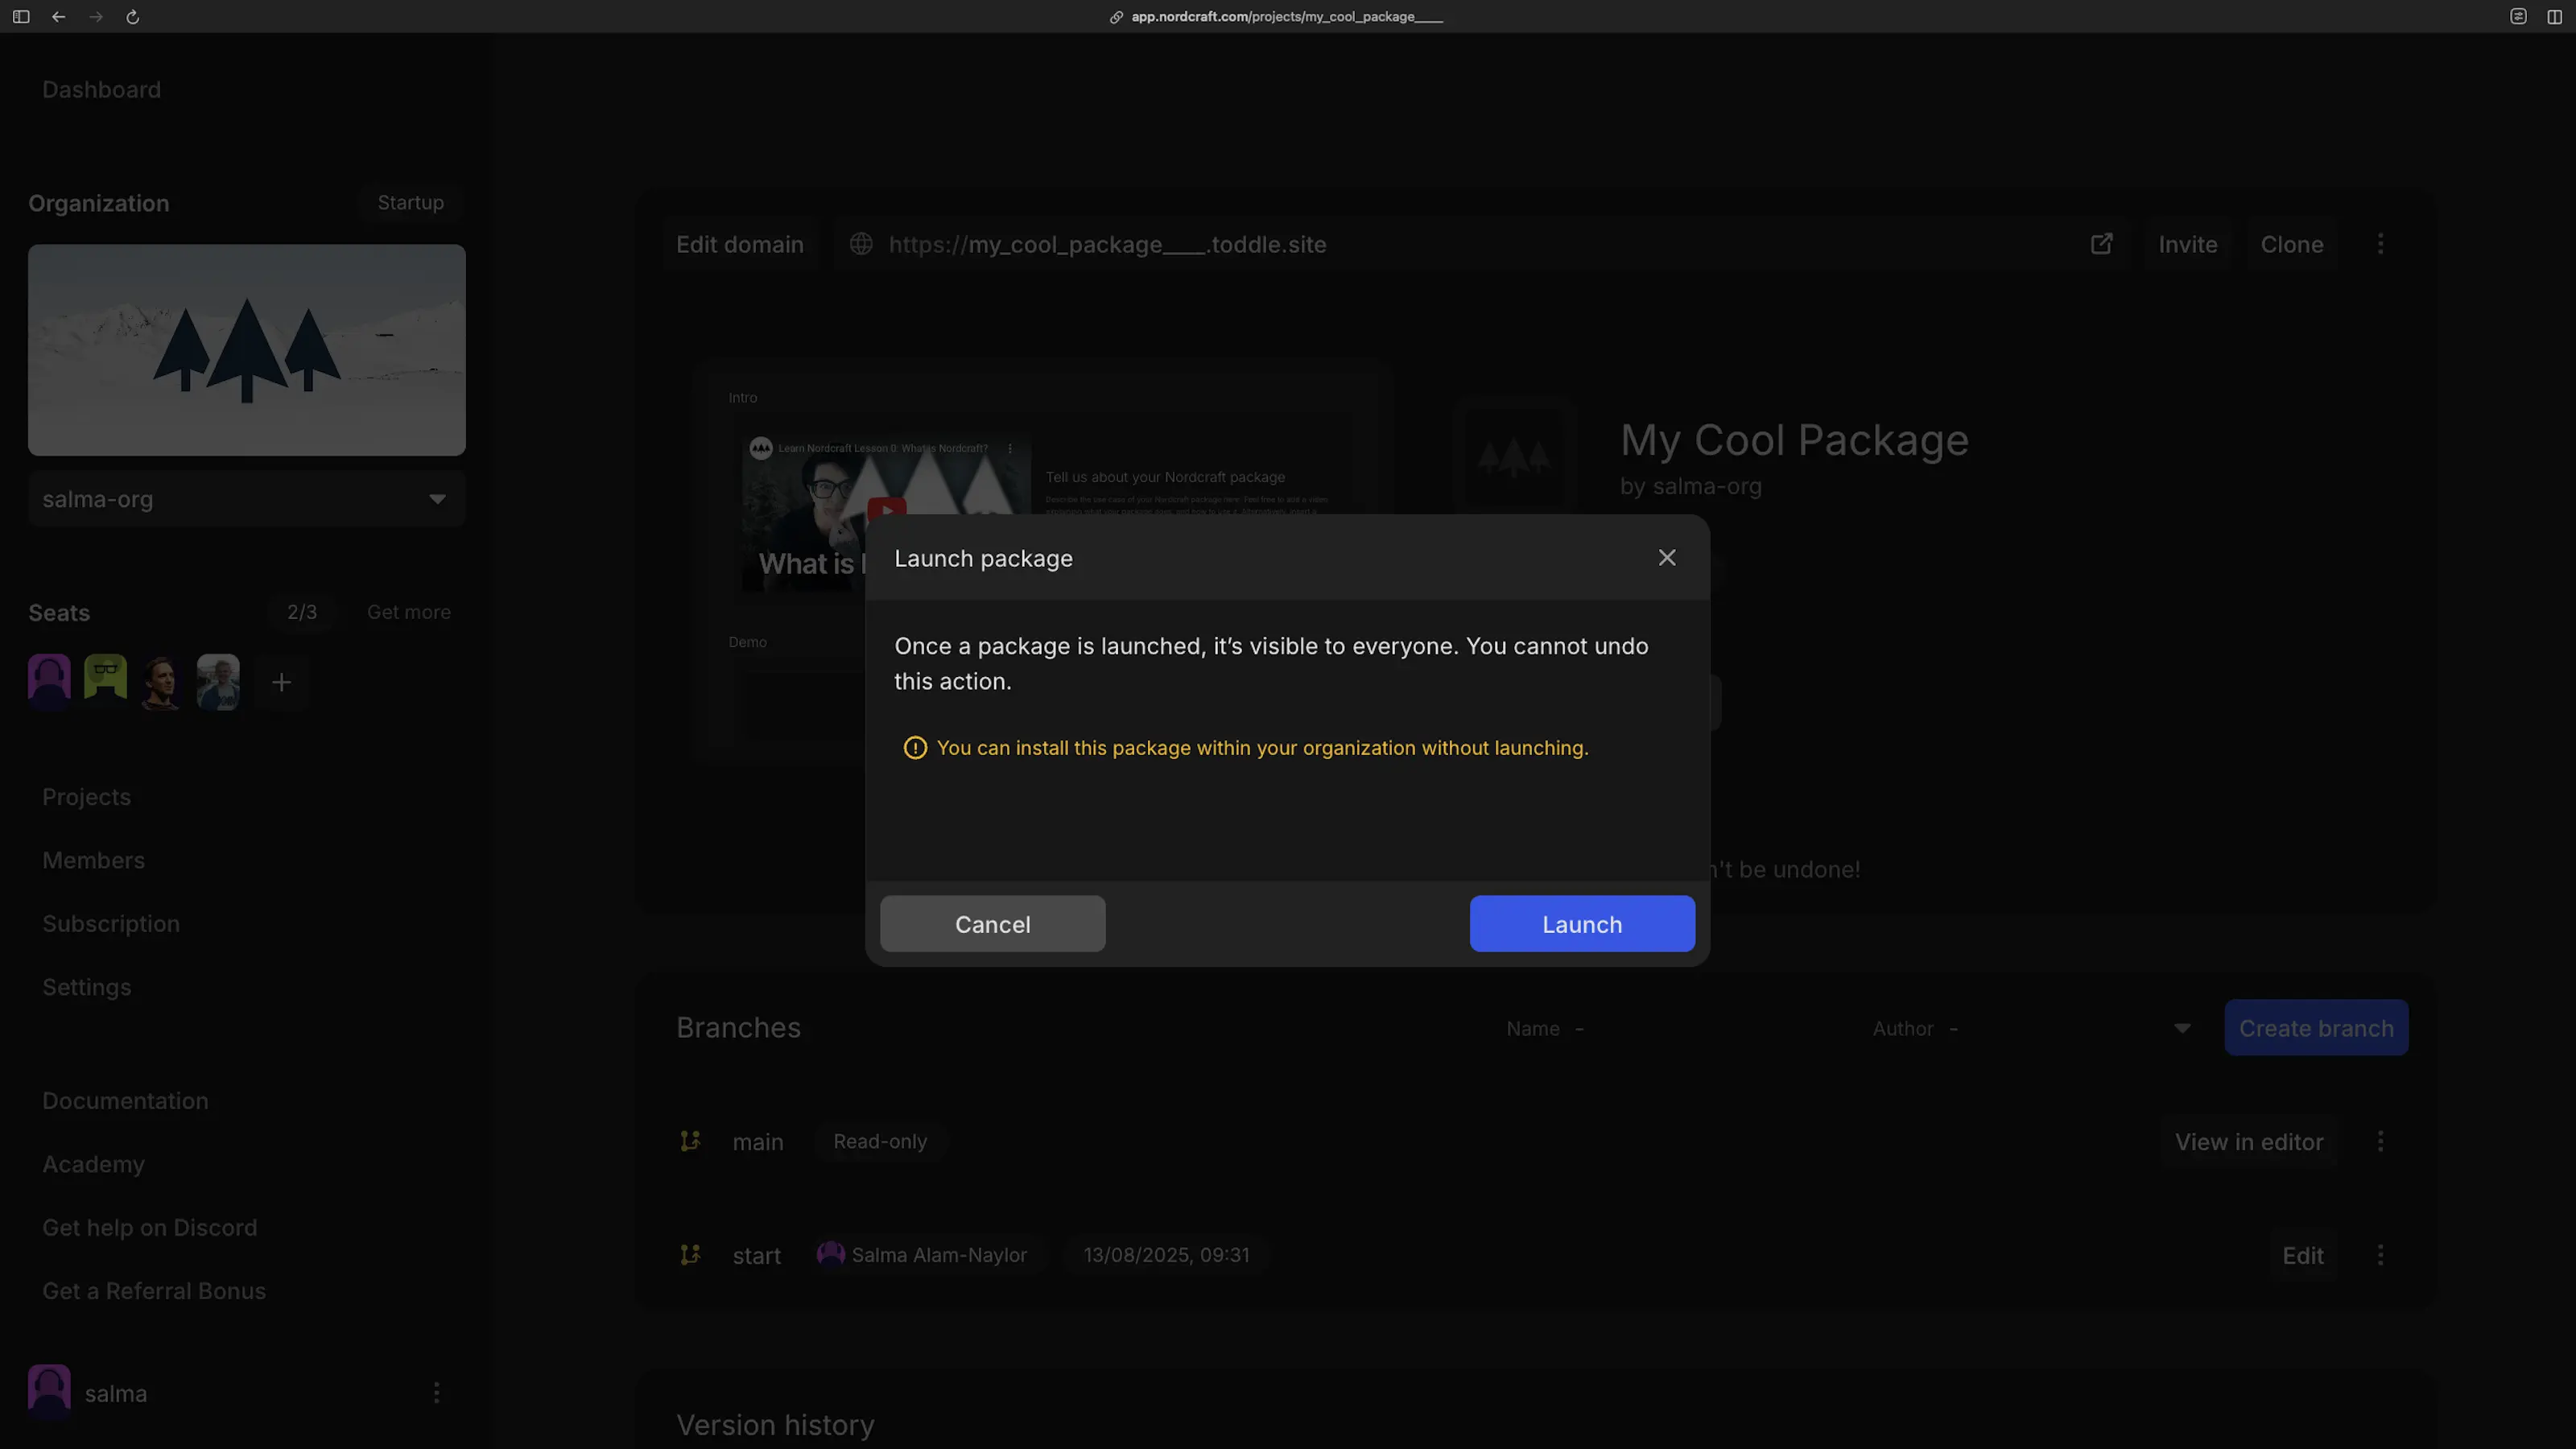 app.nordcraft.com/projects/my_cool_package____
Dashboard
Organization
Startup
salma-org
Seats
2/3
Get more
Projects
Members
Subscription
Settings
Documentation
Academy
Get help on Discord
Get a Referral Bonus
salma
Edit domain
https://my_cool_package____.toddle.site
Invite
Clone
Intro
Learn Nordcraft Lesson 0: What is Nordcraft?
What is
Tell us about your Nordcraft package
Demo
My Cool Package
by salma-org
Launch package
Once a package is launched, it’s visible to everyone. You cannot undo
this action.
You can install this package within your organization without launching.
Cancel
Launch
n't be undone!
Branches
Name -
Author -
Create branch
main
Read-only
View in editor
start
Salma Alam-Naylor
13/08/2025, 09:31
Edit
Version history